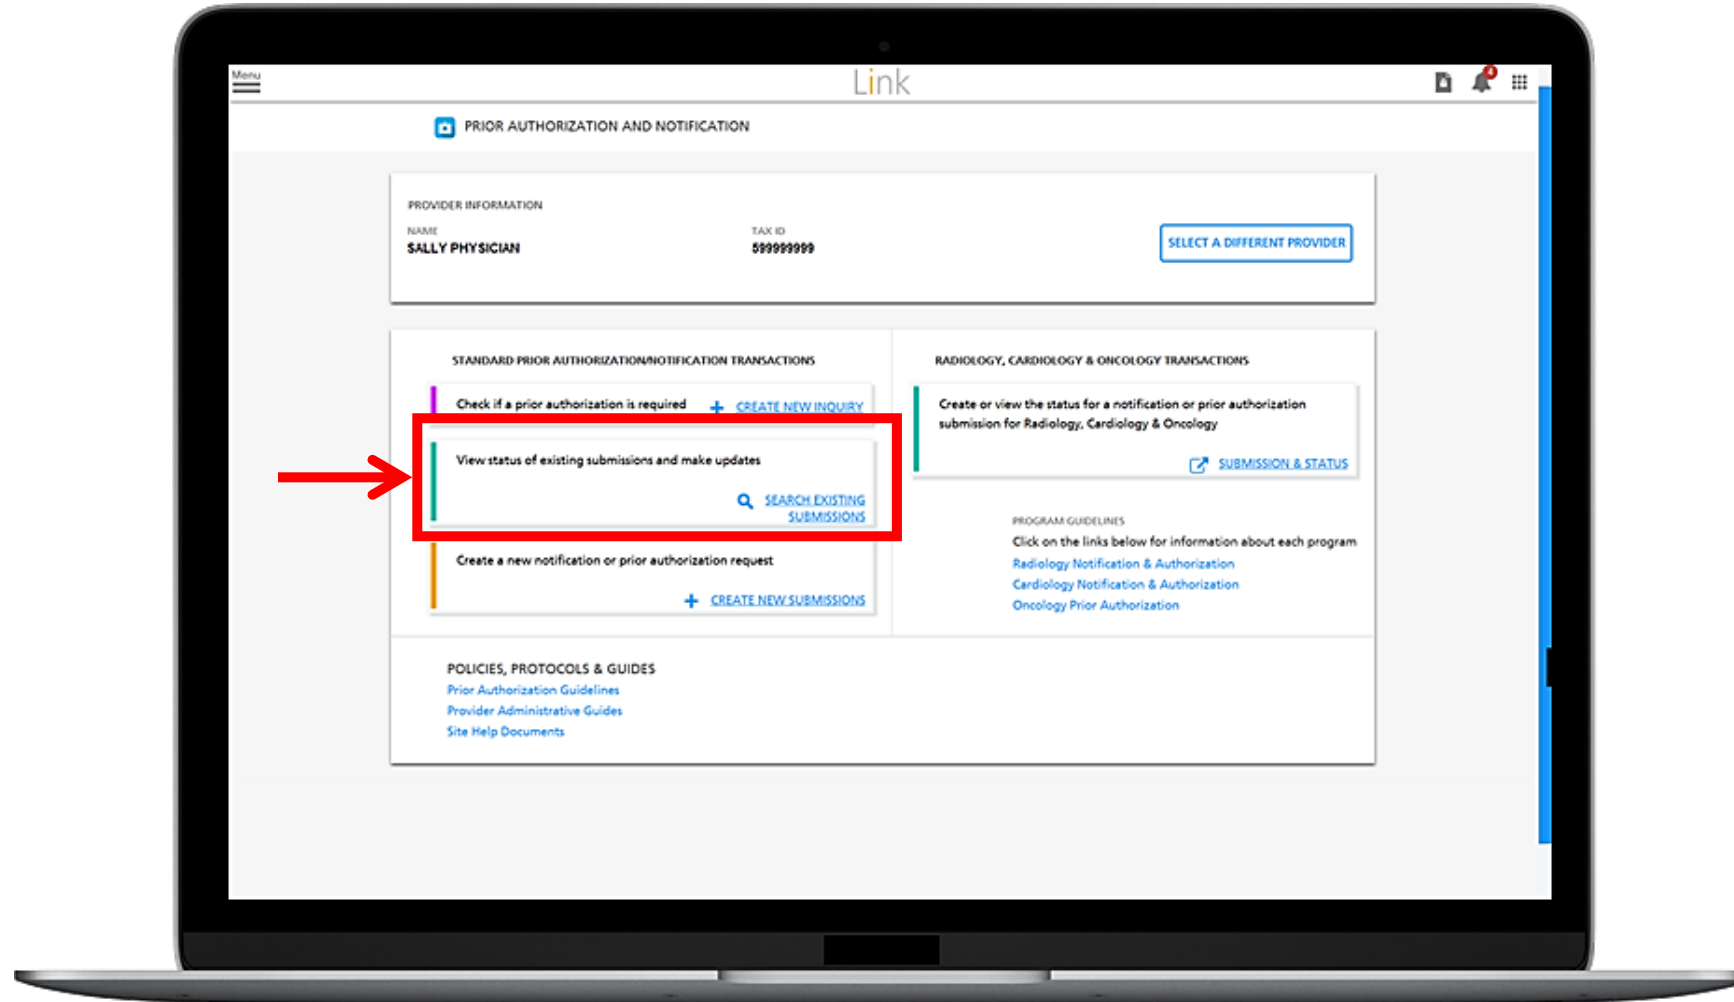 Menu
Link
4
PRIOR AUTHORIZATION AND NOTIFICATION
PROVIDER INFORMATION
NAME
SALLY PHYSICIAN
TAX ID
599999999
SELECT A DIFFERENT PROVIDER
STANDARD PRIOR AUTHORIZATION/NOTIFICATION TRANSACTIONS
Check if a prior authorization is required
CREATE NEW INQUIRY
View status of existing submissions and make updates
SEARCH EXISTING
SUBMISSIONS
Create a new notification or prior authorization request
CREATE NEW SUBMISSIONS
RADIOLOGY, CARDIOLOGY & ONCOLOGY TRANSACTIONS
Create or view the status for a notification or prior authorization
submission for Radiology, Cardiology & Oncology
SUBMISSION & STATUS
PROGRAM GUIDELINES
Click on the links below for information about each program
Radiology Notification & Authorization
Cardiology Notification & Authorization
Oncology Prior Authorization
POLICIES, PROTOCOLS & GUIDES
Prior Authorization Guidelines
Provider Administrative Guides
Site Help Documents